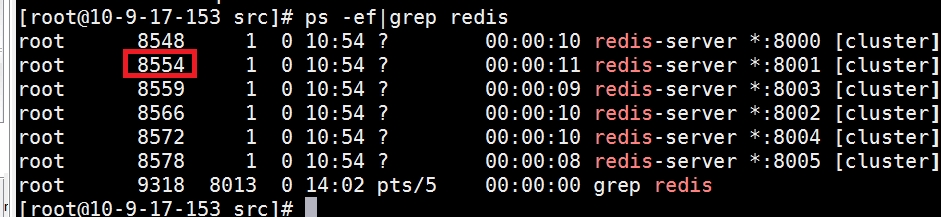 [root@10-9-17-153 src]# ps -ef|grep redis
root      8548     1  0 10:54 ?        00:00:10 redis-server *:8000 [cluster]
root      8554     1  0 10:54 ?        00:00:11 redis-server *:8001 [cluster]
root      8559     1  0 10:54 ?        00:00:09 redis-server *:8003 [cluster]
root      8566     1  0 10:54 ?        00:00:10 redis-server *:8002 [cluster]
root      8572     1  0 10:54 ?        00:00:10 redis-server *:8004 [cluster]
root      8578     1  0 10:54 ?        00:00:08 redis-server *:8005 [cluster]
root      9318  8013  0 14:02 pts/5    00:00:00 grep redis
[root@10-9-17-153 src]#